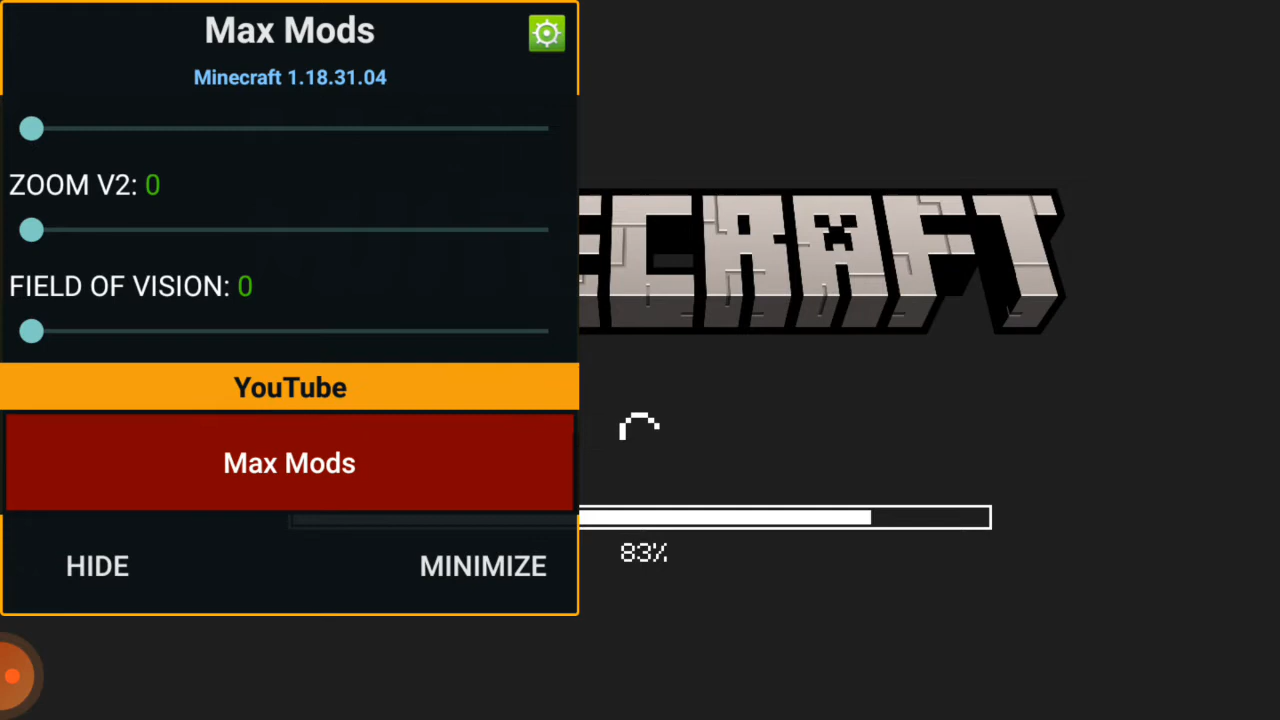 Max Mods
Minecraft 1.18.31.04
ZOOM V2: 0
FIELD OF VISION: 0
YouTube
Max Mods
HIDE
MINIMIZE
ECRAFT
83%